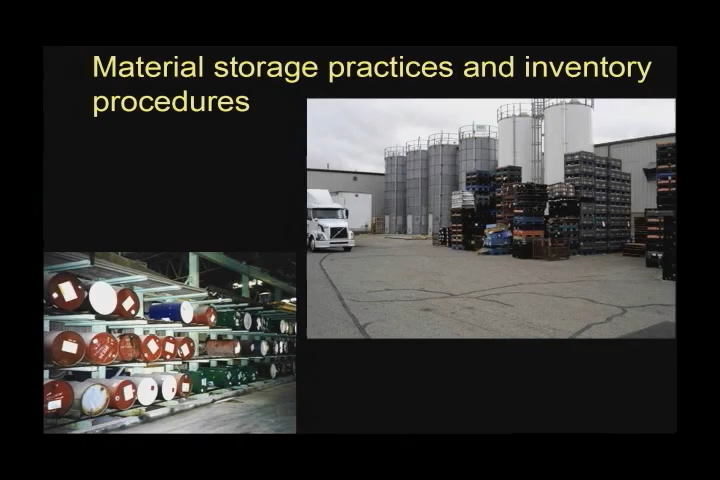 Material storage practices and inventory
procedures